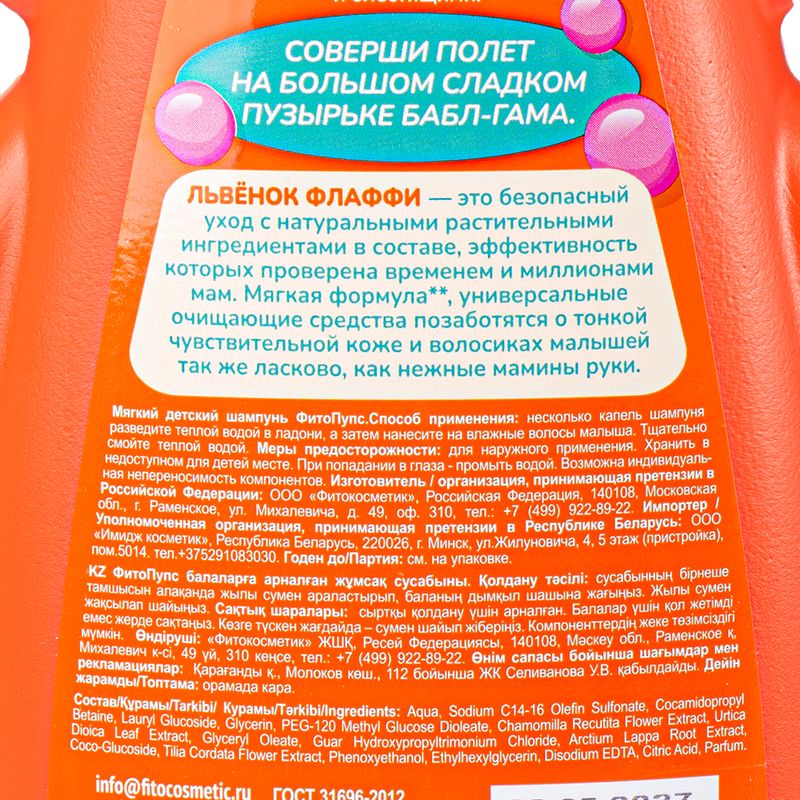 СОВЕРШИ ПОЛЕТ
НА БОЛЬШОМ СЛАДКОМ
ПУЗЫРЬКЕ БАБЛ-ГАМА.
ЛЬВЁНОК ФЛАФФИ — это безопасный
уход с натуральными растительными
ингредиентами в составе, эффективность
которых проверена временем и миллионами
мам. Мягкая формула**, универсальные
очищающие средства позаботятся о тонкой
чувствительной коже и волосиках малышей
так же ласково, как нежные мамины руки.
Мягкий детский шампунь ФитоПупс.Способ применения: несколько капель шампуня
разведите теплой водой в ладони, а затем нанесите на влажные волосы малыша. Тщательно
смойте теплой водой. Меры предосторожности: для наружного применения. Хранить в
недоступном для детей месте. При попадании в глаза - промыть водой. Возможна индивидуаль-
ная непереносимость компонентов. Изготовитель / организация, принимающая претензии в
Российской Федерации: ООО «Фитокосметик», Российская Федерация, 140108, Московская
обл., г. Раменское, ул. Михалевича, д. 49, оф. 310, тел.: +7 (499) 922-89-22. Импортер /
Уполномоченная организация, принимающая претензии в Республике Беларусь: ООО
«Имидж косметик», Республика Беларусь, 220026, г. Минск, ул.Жилуновича, 4, 5 этаж (пристройка),
пом.5014. тел.+375291083030. Годен до/Партия: см. на упаковке.
KZ ФитоПупс балаларға арналған жұмсақ сусабыны. Қолдану тәсілі: сусабынның бірнеше
тамшысын алақанда жылы сумен араластырып, баланың дымқыл шашына жағыңыз. Жылы сумен
жақсылап шайыңыз. Сақтық шаралары: сыртқы қолдану үшін арналған. Балалар үшін қол жетімді
емес жерде сақтаңыз. Көзге түскен жағдайда – сумен шайып жіберіңіз. Компоненттердің жеке төзімсіздігі
мүмкін. Өндіруші: «Фитокосметик» ЖШҚ, Ресей Федерациясы, 140108, Мәскеу обл., Раменское қ,
Михалевич к-сі, 49 үй, 310 кеңсе, тел.: +7 (499) 922-89-22. Өнім сапасы бойынша шағымдар мен
рекламациялар: Қарағанды қ., Молоков көш., 112 бойынша ЖК Селиванова У.В. қабылдайды. Дейін
жарамды/Топтама: орамада қара.
Состав/Құрамы/Tarkibi/ Курамы/Tərkibi/Ingredients: Aqua, Sodium C14-16 Olefin Sulfonate, Cocamidopropyl
Betaine, Lauryl Glucoside, Glycerin, PEG-120 Methyl Glucose Dioleate, Chamomilla Recutita Flower Extract, Urtica
Dioica Leaf Extract, Glyceryl Oleate, Guar Hydroxypropyltrimonium Chloride, Arctium Lappa Root Extract,
Coco-Glucoside, Tilia Cordata Flower Extract, Phenoxyethanol, Ethylhexylglycerin, Disodium EDTA, Citric Acid, Parfum.
info@fitocosmetic.ru ГОСТ 31696-2012